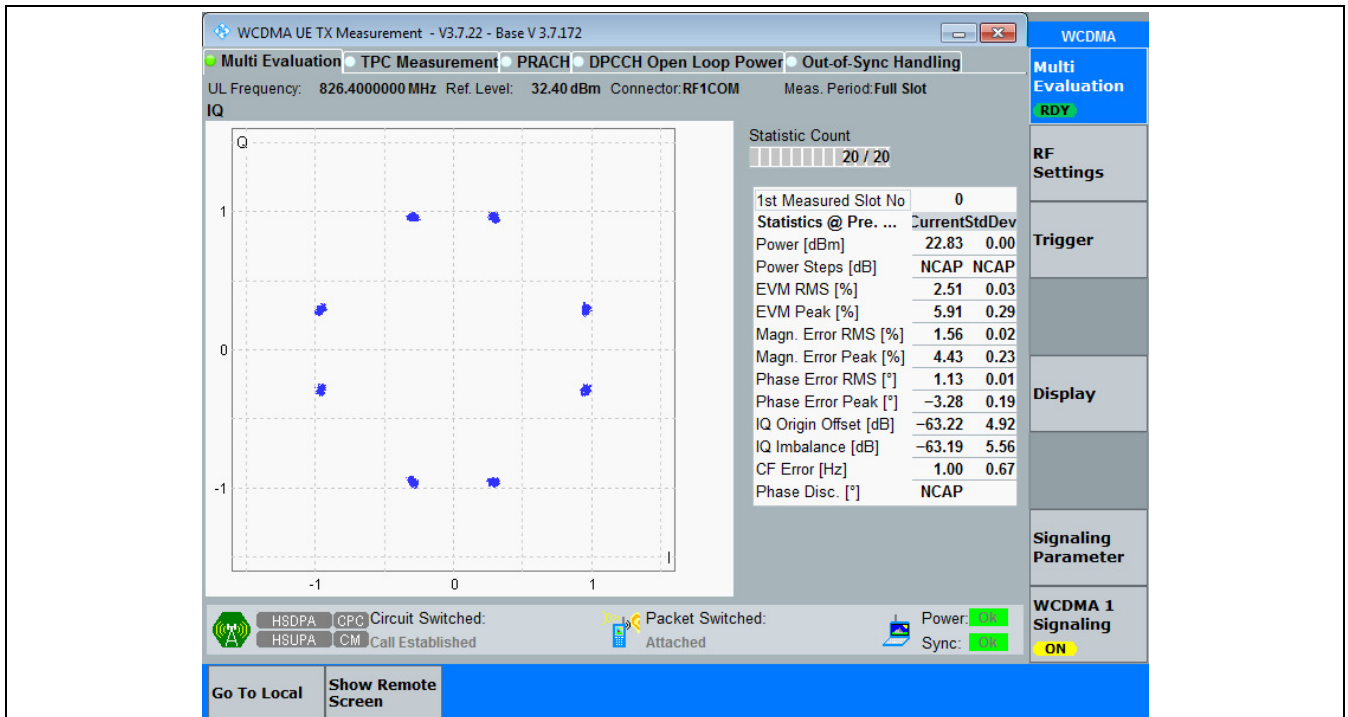 WCDMA UE TX Measurement - V3.7.22 - Base V 3.7.172
WCDMA
Multi Evaluation TPC Measurement PRACH DPCCH Open Loop Power Out-of-Sync Handling
Multi
Evaluation
RDY
UL Frequency: 826.4000000 MHz Ref. Level: 32.40 dBm Connector:RF1COM Meas. Period:Full Slot
IQ
Q
1
0
-1
I
-1 0 1
Statistic Count
20 / 20
1st Measured Slot No 0
Statistics @ Pre. ... CurrentStdDev
Power [dBm] 22.83 0.00
Power Steps [dB] NCAP NCAP
EVM RMS [%] 2.51 0.03
EVM Peak [%] 5.91 0.29
Magn. Error RMS [%] 1.56 0.02
Magn. Error Peak [%] 4.43 0.23
Phase Error RMS [°] 1.13 0.01
Phase Error Peak [°] −3.28 0.19
IQ Origin Offset [dB] −63.22 4.92
IQ Imbalance [dB] −63.19 5.56
CF Error [Hz] 1.00 0.67
Phase Disc. [°] NCAP
RF
Settings
Trigger
Display
Signaling
Parameter
WCDMA 1
Signaling
ON
HSDPA CPC Circuit Switched: Packet Switched: Power: Ok
HSUPA CM Call Established Attached Sync: Ok
Go To Local
Show Remote
Screen